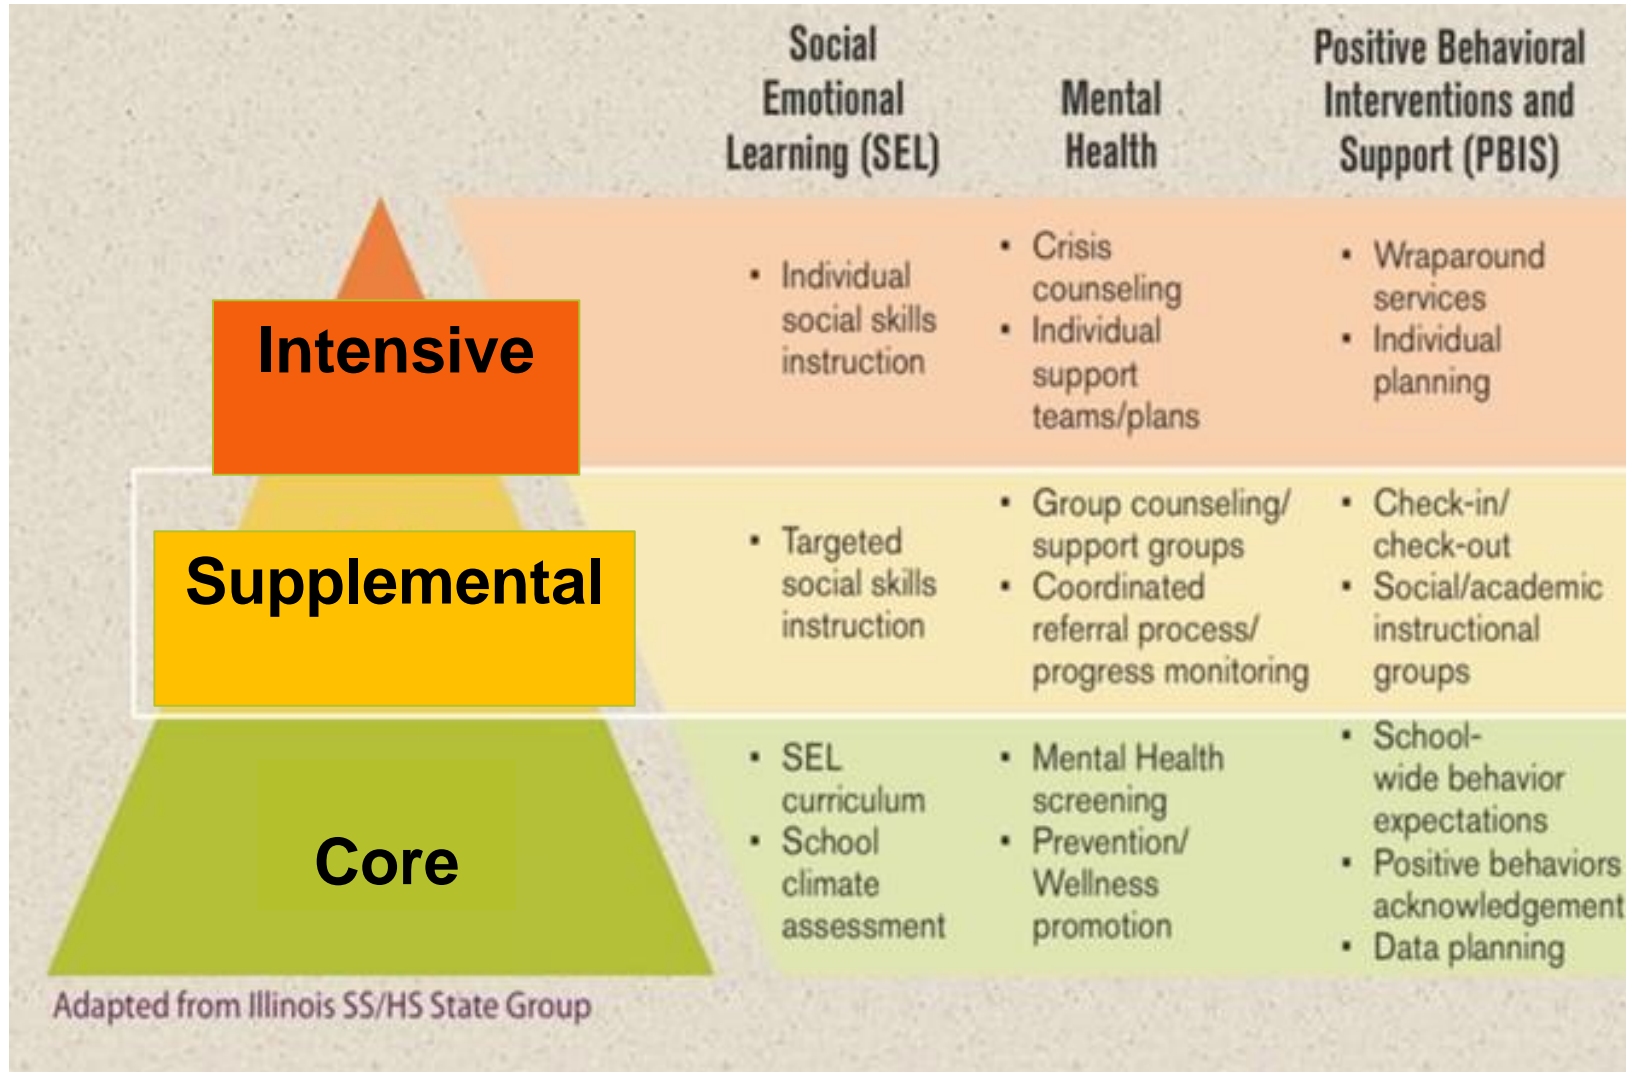 Social
Emotional
Learning (SEL)
Mental
Health
Positive Behavioral
Interventions and
Support (PBIS)
Intensive
▪ Individual
social skills
instruction
▪ Crisis
counseling
▪ Individual
support
teams/plans
▪ Wraparound
services
▪ Individual
planning
Supplemental
▪ Targeted
social skills
instruction
▪ Group counseling/
support groups
▪ Coordinated
referral process/
progress monitoring
▪ Check-in/
check-out
▪ Social/academic
instructional
groups
Core
▪ SEL
curriculum
▪ School
climate
assessment
▪ Mental Health
screening
▪ Prevention/
Wellness
promotion
▪ School-
wide behavior
expectations
▪ Positive behaviors
acknowledgement
▪ Data planning
Adapted from Illinois SS/HS State Group